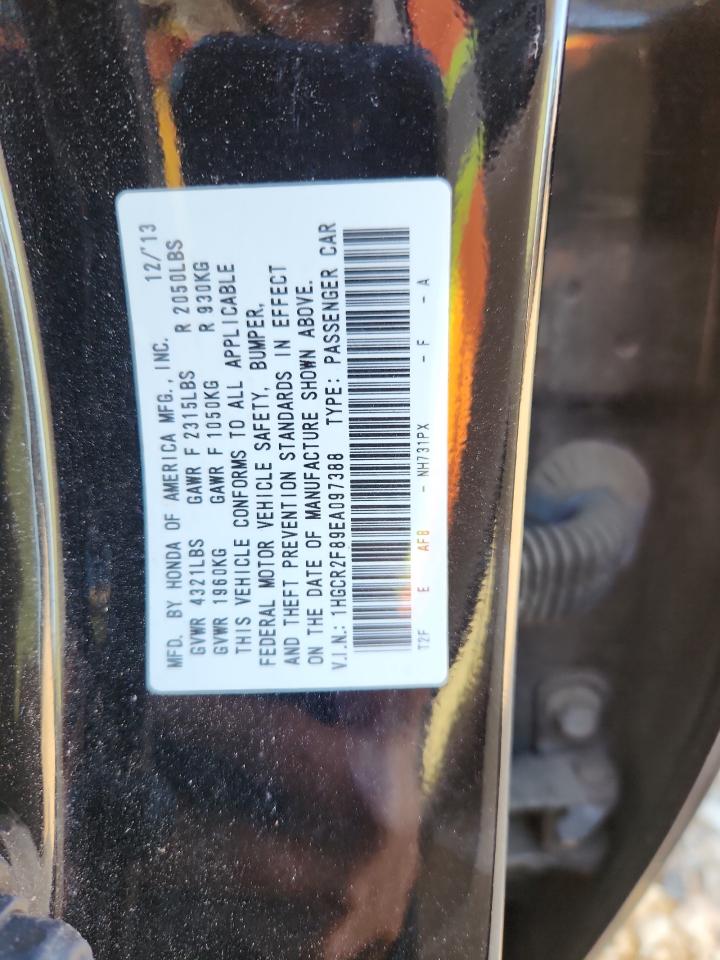 MFD. BY HONDA OF AMERICA MFG., INC. 12/'13
GVWR 4321LBS GAWR F 2315LBS R 2050LBS
GVWR 1960KG GAWR F 1050KG R 930KG
THIS VEHICLE CONFORMS TO ALL APPLICABLE
FEDERAL MOTOR VEHICLE SAFETY, BUMPER,
AND THEFT PREVENTION STANDARDS IN EFFECT
ON THE DATE OF MANUFACTURE SHOWN ABOVE.
V.I.N.: 1HGCR2F89EA097388 TYPE: PASSENGER CAR
T2F E AFB - NH731PX - F - A